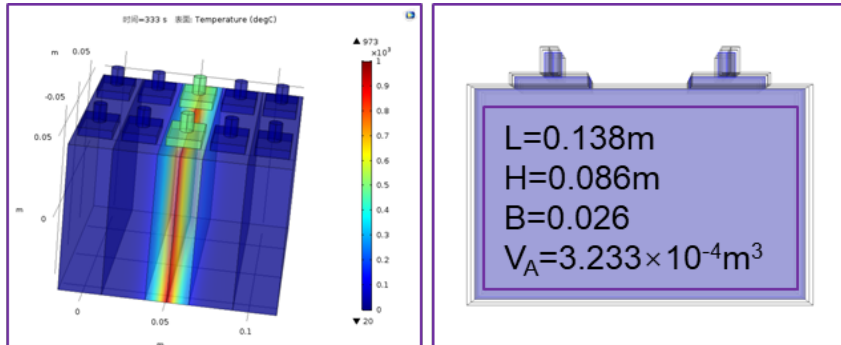 时间=333 s 表面: Temperature (degC)
m
0.05
-0.05
0.05
m
0
0
0.05
0.1
m
▲ 973
×10³
1
0.9
0.8
0.7
0.6
0.5
0.4
0.3
0.2
0.1
0
▼ 20
L=0.138m
H=0.086m
B=0.026
V_A=3.233×10⁻⁴m³